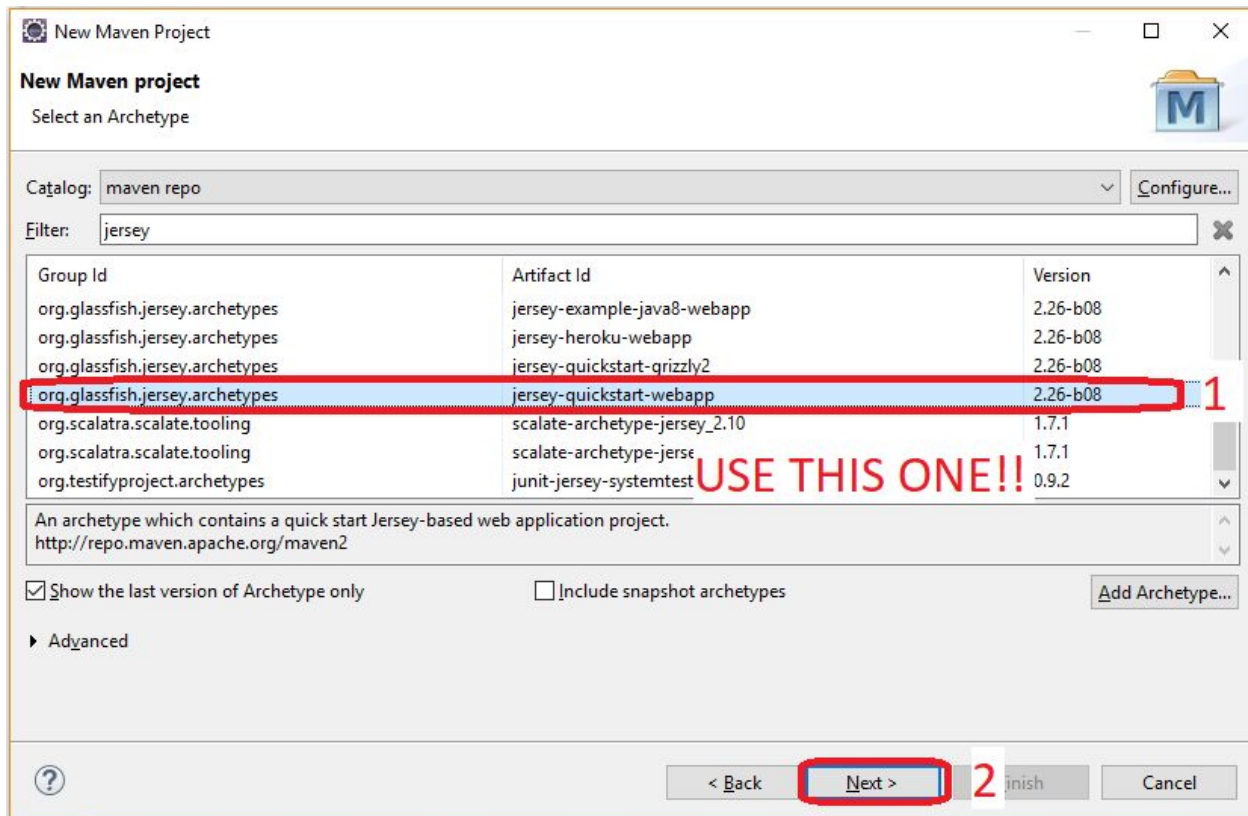 New Maven Project
New Maven project
Select an Archetype
M
Catalog: maven repo Configure...
Filter: jersey
Group Id Artifact Id Version
org.glassfish.jersey.archetypes jersey-example-java8-webapp 2.26-b08
org.glassfish.jersey.archetypes jersey-heroku-webapp 2.26-b08
org.glassfish.jersey.archetypes jersey-quickstart-grizzly2 2.26-b08
org.glassfish.jersey.archetypes jersey-quickstart-webapp 2.26-b08 1
org.scalatra.scalate.tooling scalate-archetype-jersey_2.10 1.7.1
org.scalatra.scalate.tooling scalate-archetype-jerse 1.7.1
org.testifyproject.archetypes junit-jersey-systemtest 0.9.2
USE THIS ONE!!
An archetype which contains a quick start Jersey-based web application project.
http://repo.maven.apache.org/maven2
Show the last version of Archetype only Include snapshot archetypes Add Archetype...
Advanced
? < Back Next > 2 inish Cancel